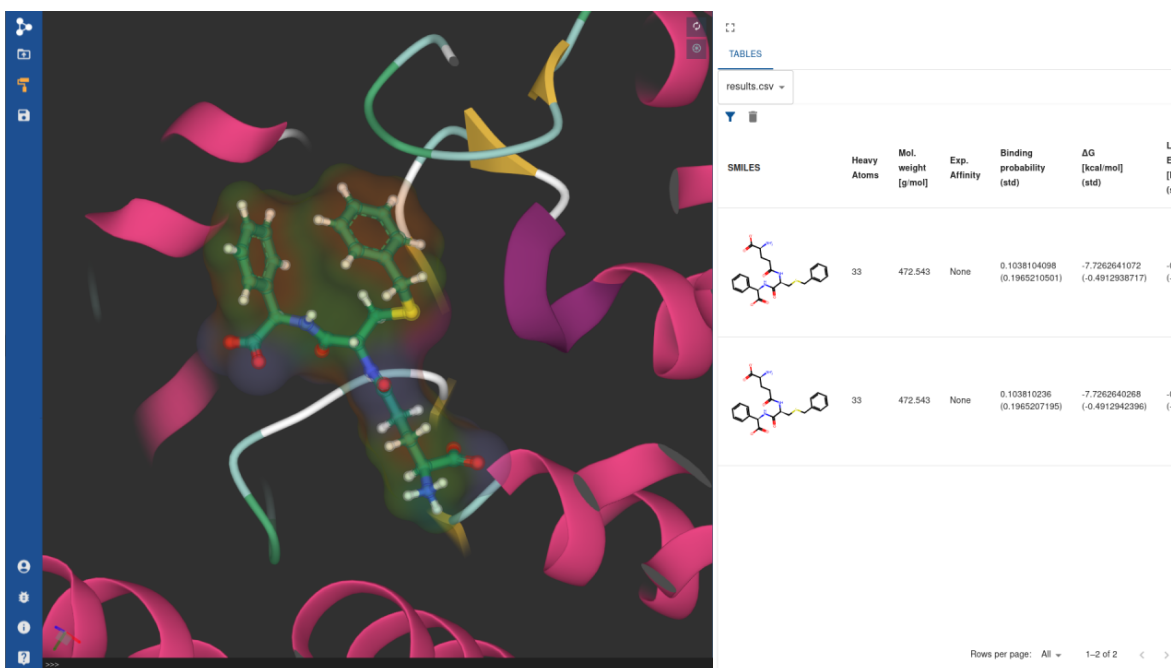 TABLES
results.csv
SMILES
Heavy
Atoms
Mol.
weight
[g/mol]
Exp.
Affinity
Binding
probability
(std)
ΔG
[kcal/mol]
(std)
33
472.543
None
0.1038104098
(0.1965210501)
-7.7262641072
(-0.4912938717)
33
472.543
None
0.103810236
(0.1965207195)
-7.7262640268
(-0.4912942396)
>>>
Rows per page: All 1–2 of 2